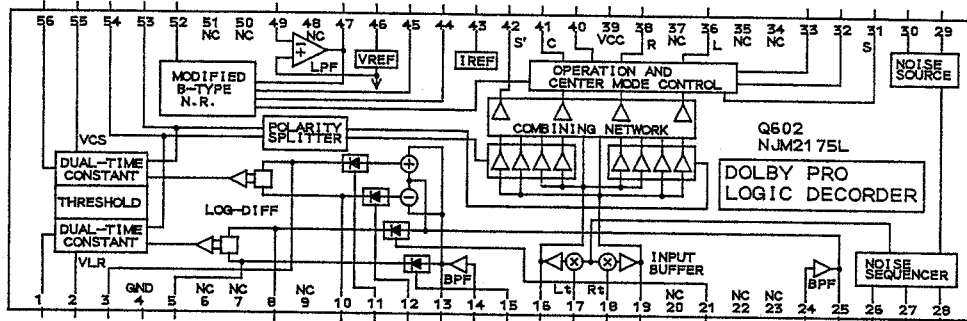 56 55 54 53 52 51 50 49 48 47 46 45 44 43 42 41 40 39 38 37 36 35 34 33 32 31 30 29
NC NC NC S' C VCC R NC L NC NC S
LPF
VREF
IREF
MODIFIED
B-TYPE
N.R.
OPERATION AND
CENTER MODE CONTROL
NOISE
SOURCE
POLARITY
SPLITTER
COMBINING NETWORK
Q602
NJM2175L
VCS
DUAL-TIME
CONSTANT
THRESHOLD
DUAL-TIME
CONSTANT
VLR
LOG-DIFF
DOLBY PRO
LOGIC DECORDER
INPUT
BUFFER
NOISE
SEQUENCER
BPF
Lt Rt
BPF
GND NC NC NC NC NC NC
1 2 3 4 5 6 7 8 9 10 11 12 13 14 15 16 17 18 19 20 21 22 23 24 25 26 27 28